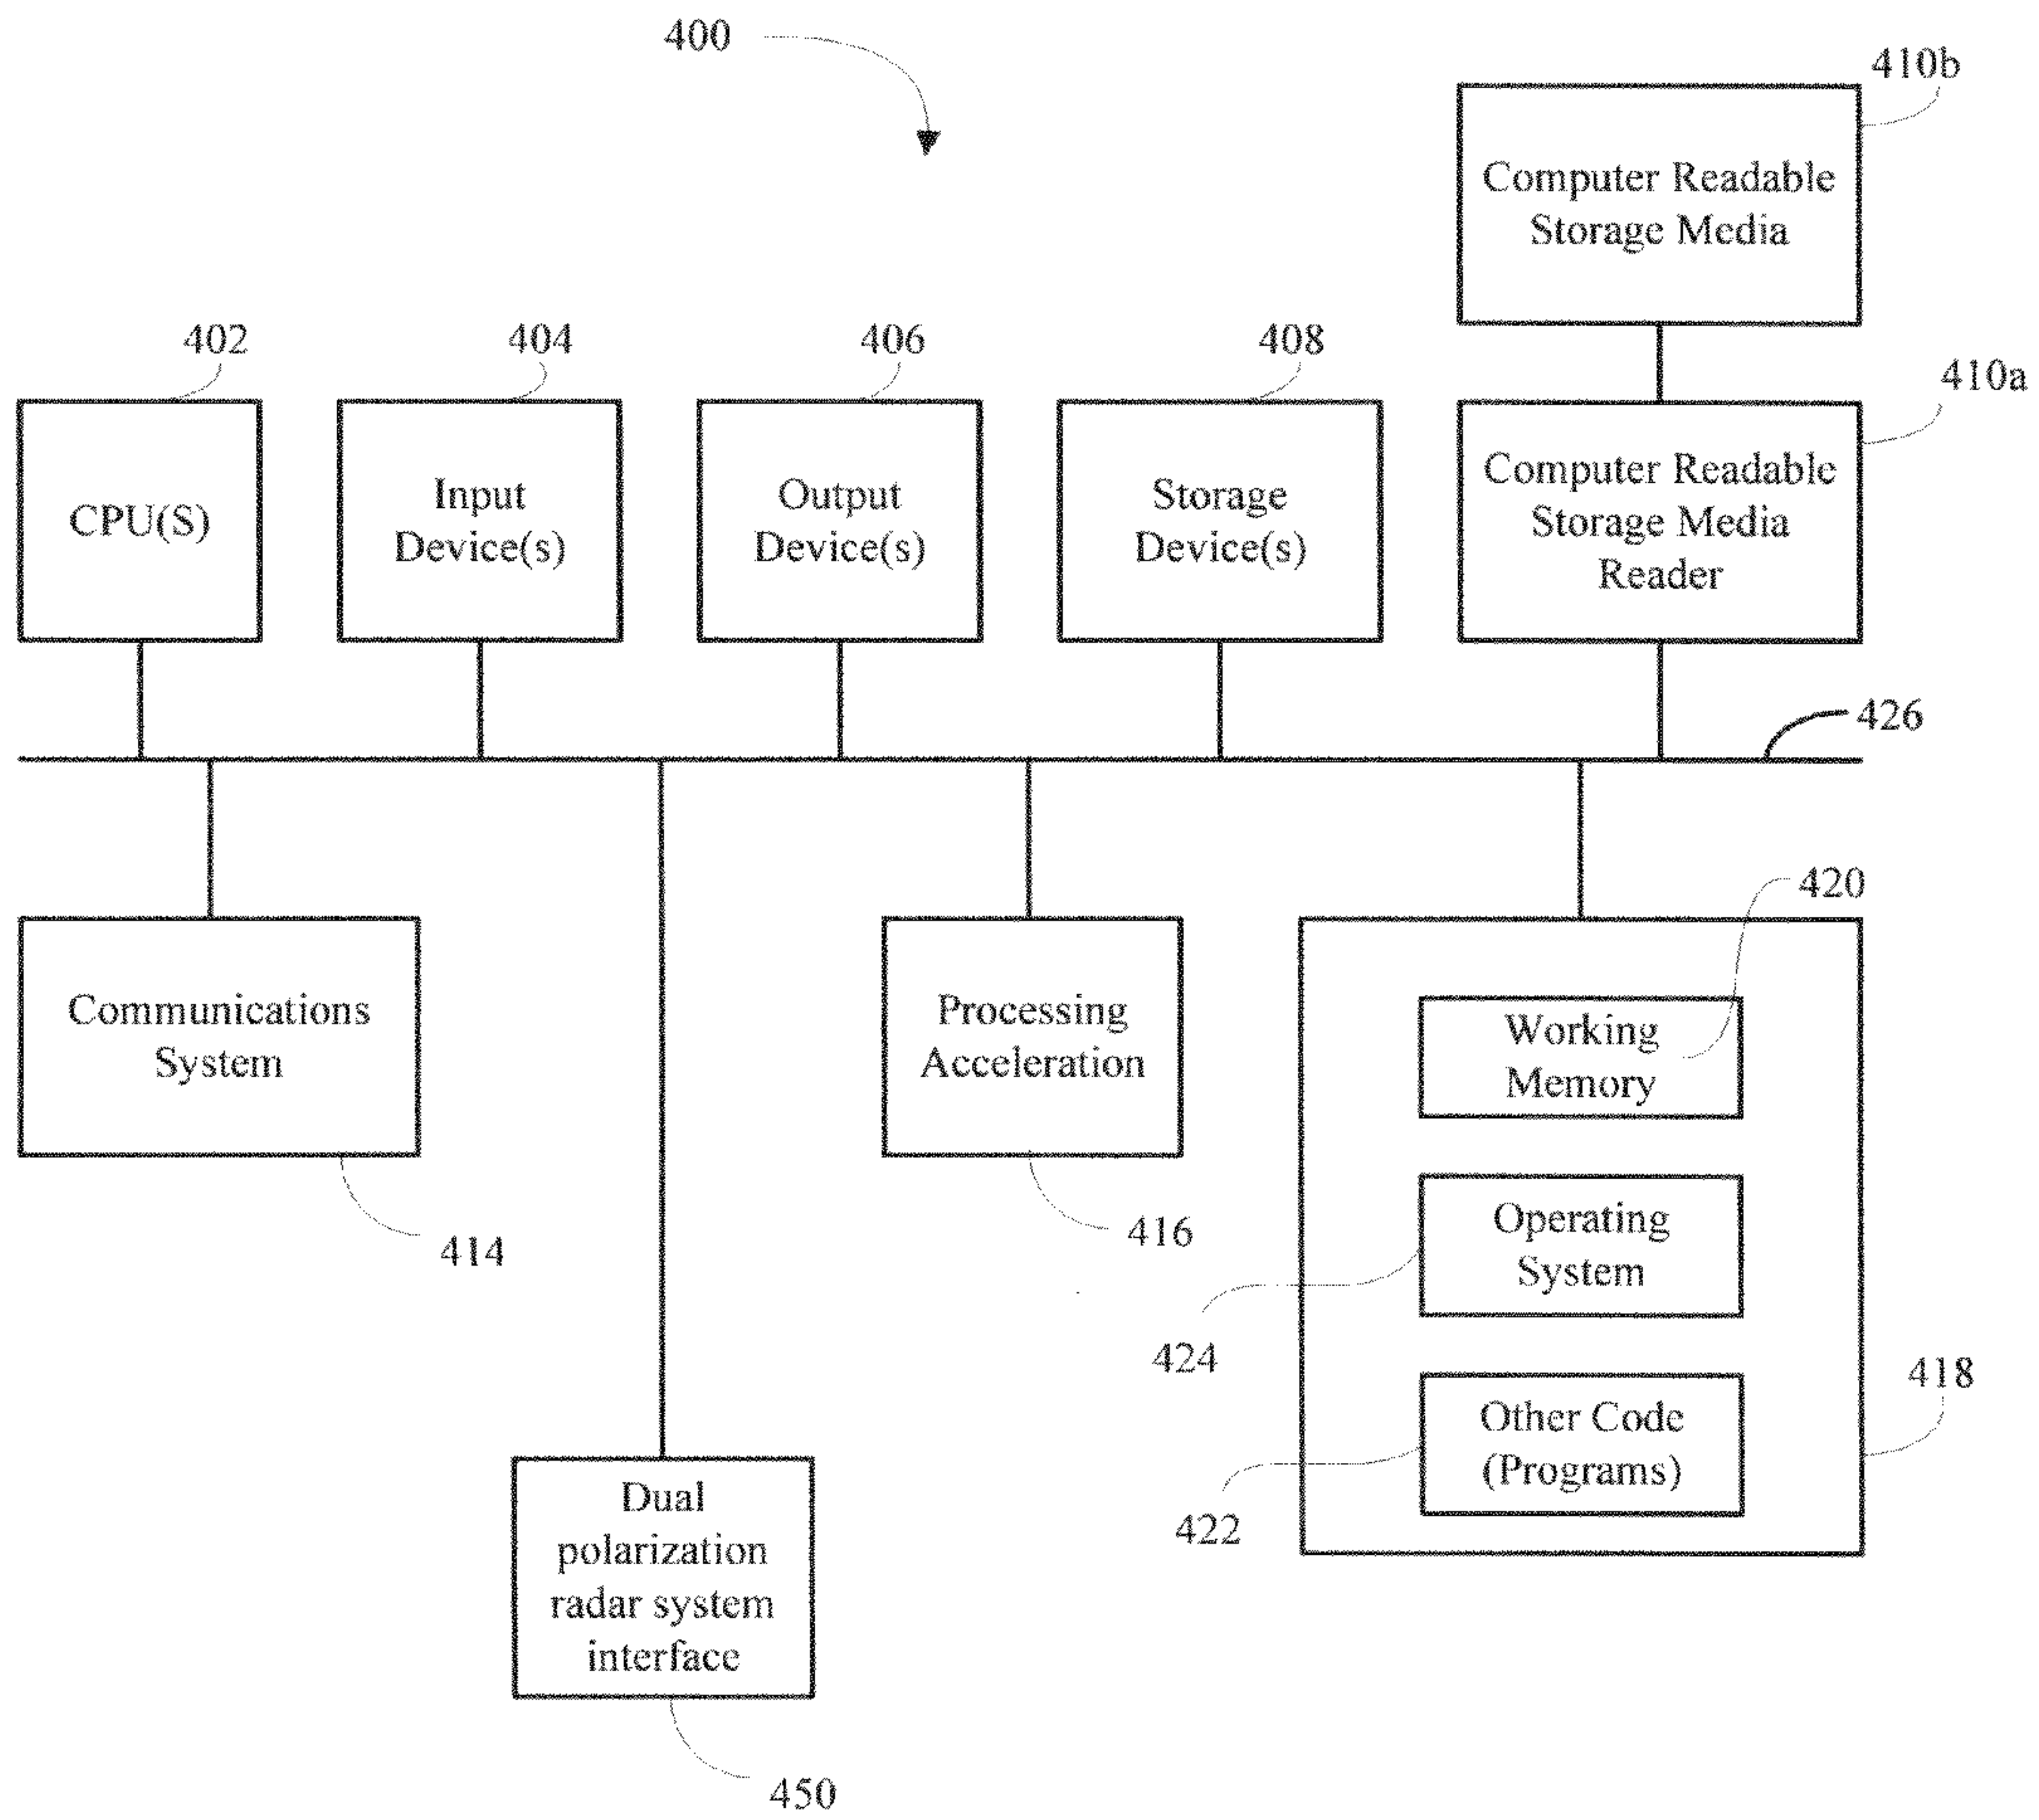 400
410b
Computer Readable
Storage Media
402
404
406
408
410a
CPU(S)
Input
Device(s)
Output
Device(s)
Storage
Device(s)
Computer Readable
Storage Media
Reader
426
420
Communications
System
Processing
Acceleration
Working
Memory
414
416
Operating
System
424
418
Other Code
(Programs)
422
Dual
polarization
radar system
interface
450